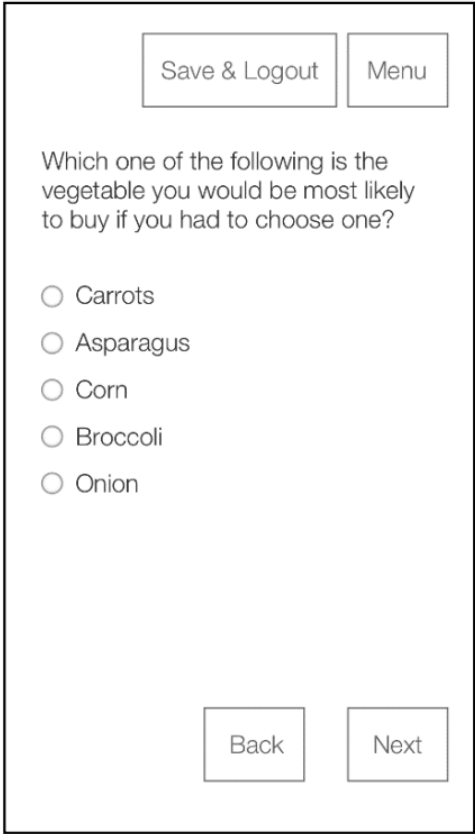 Save & Logout
Menu
Which one of the following is the
vegetable you would be most likely
to buy if you had to choose one?
Carrots
Asparagus
Corn
Broccoli
Onion
Back
Next